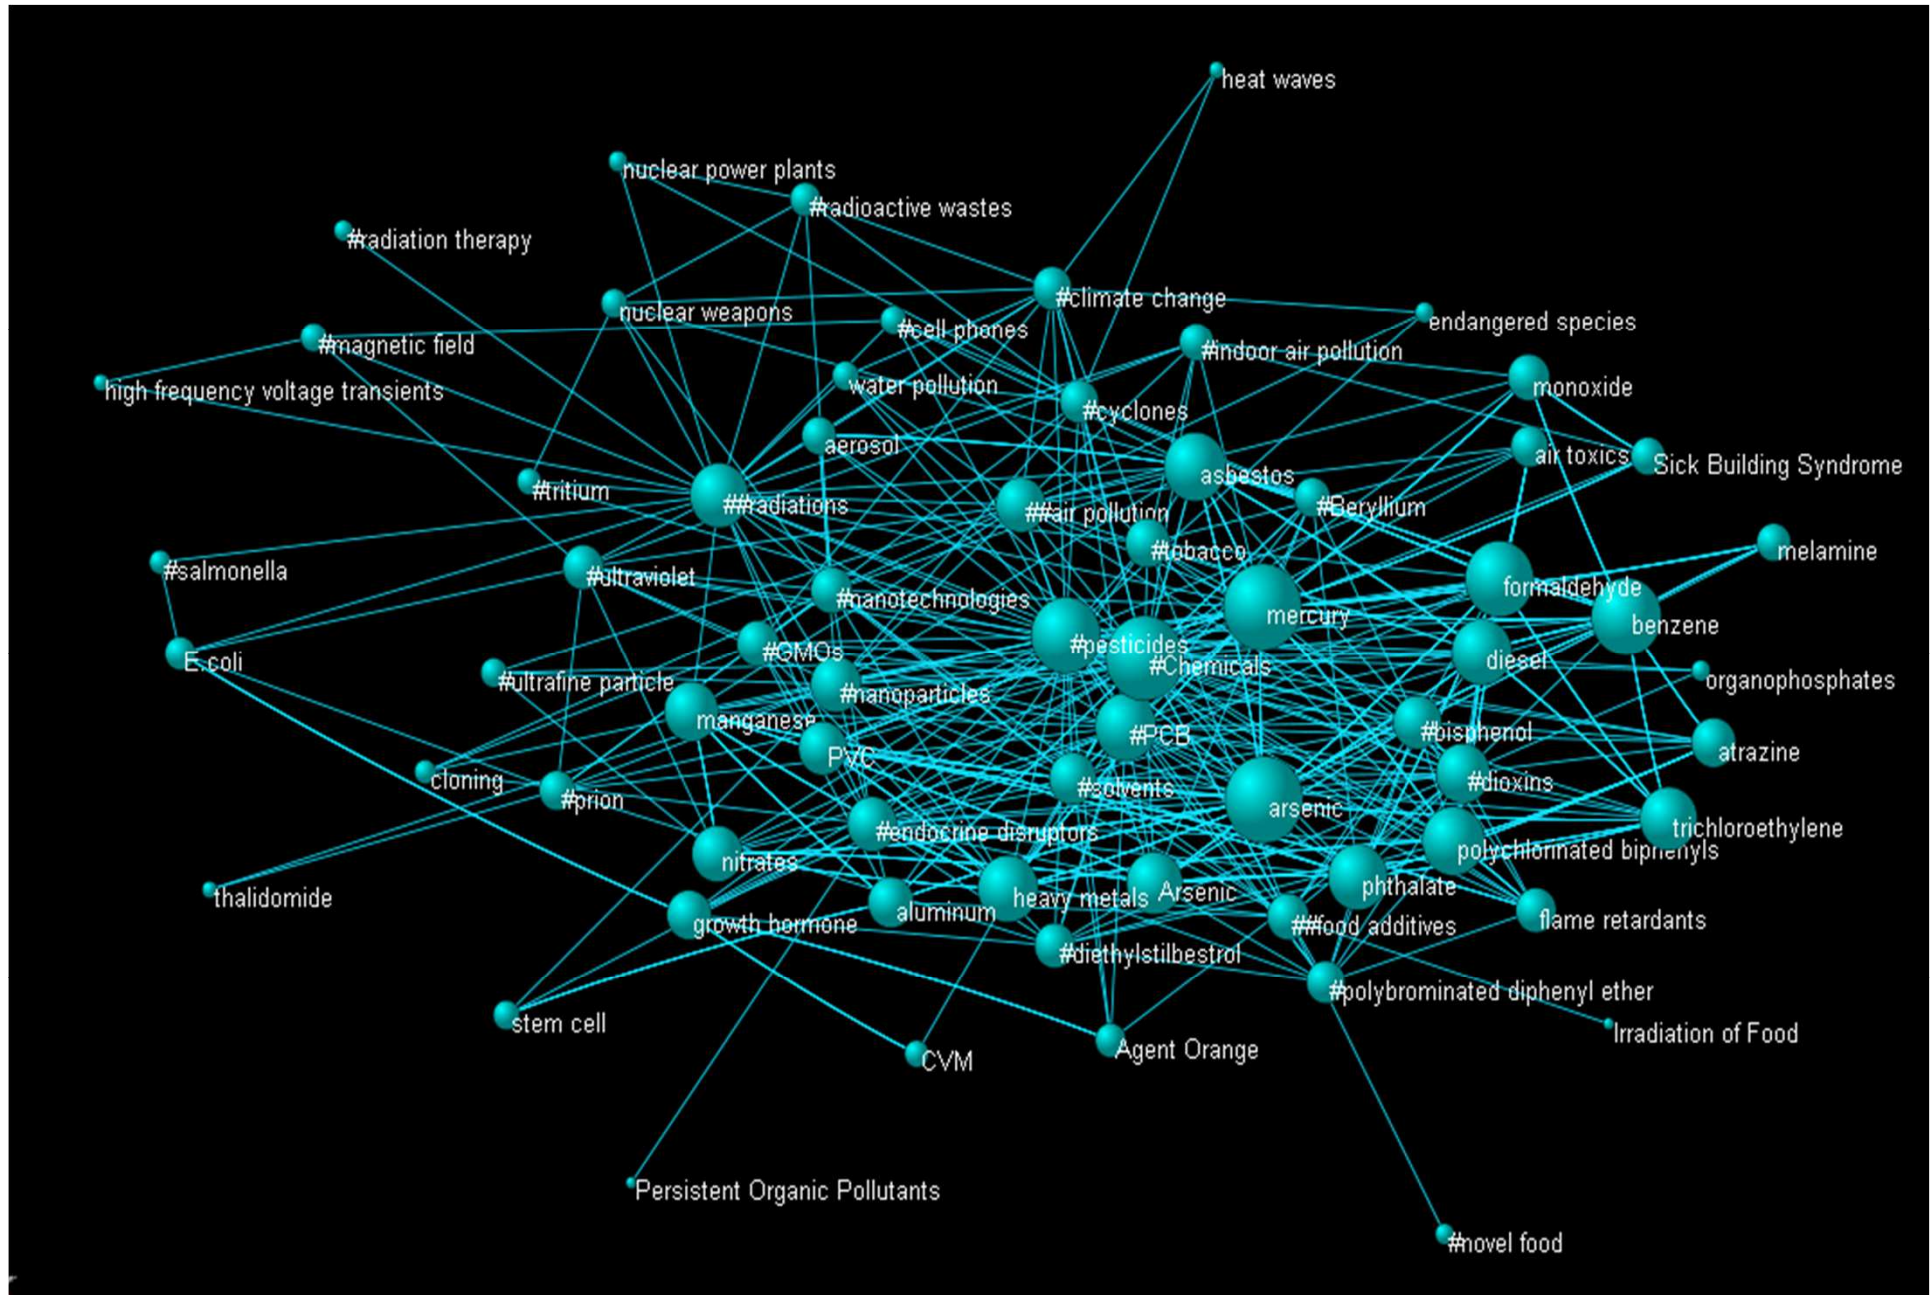 heat waves
nuclear power plants
#radioactive wastes
#radiation therapy
#climate change
nuclear weapons
endangered species
#cell phones
#magnetic field
#indoor air pollution
high frequency voltage transients
water pollution
monoxide
#cyclones
aerosol
air toxics
Sick Building Syndrome
asbestos
#tritium
##radiations
#Beryllium
##air pollution
#tobacco
melamine
#salmonella
#ultraviolet
formaldehyde
#nanotechnologies
mercury
benzene
#pesticides
#GMOs
E.coli
diesel
#Chemicals
organophosphates
#ultrafine particle
#nanoparticles
manganese
#bisphenol
#PCB
atrazine
PVC
cloning
#dioxins
#solvents
#prion
arsenic
trichloroethylene
#endocrine disruptors
polychlorinated biphenyls
nitrates
phthalate
Arsenic
thalidomide
heavy metals
aluminum
flame retardants
growth hormone
##food additives
#diethylstilbestrol
#polybrominated diphenyl ether
stem cell
Irradiation of Food
Agent Orange
CVM
Persistent Organic Pollutants
#novel food